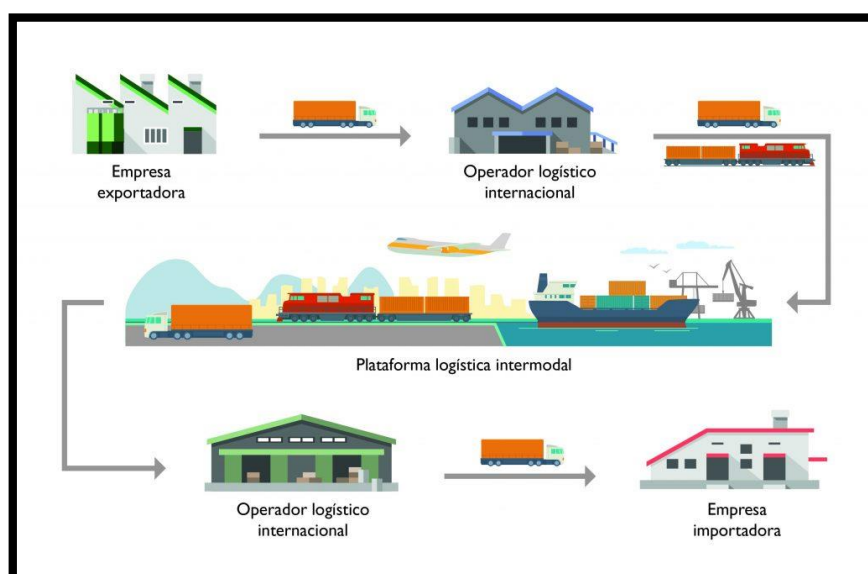 Empresa
exportadora
Operador logístico
internacional
Plataforma logística intermodal
Operador logístico
internacional
Empresa
importadora